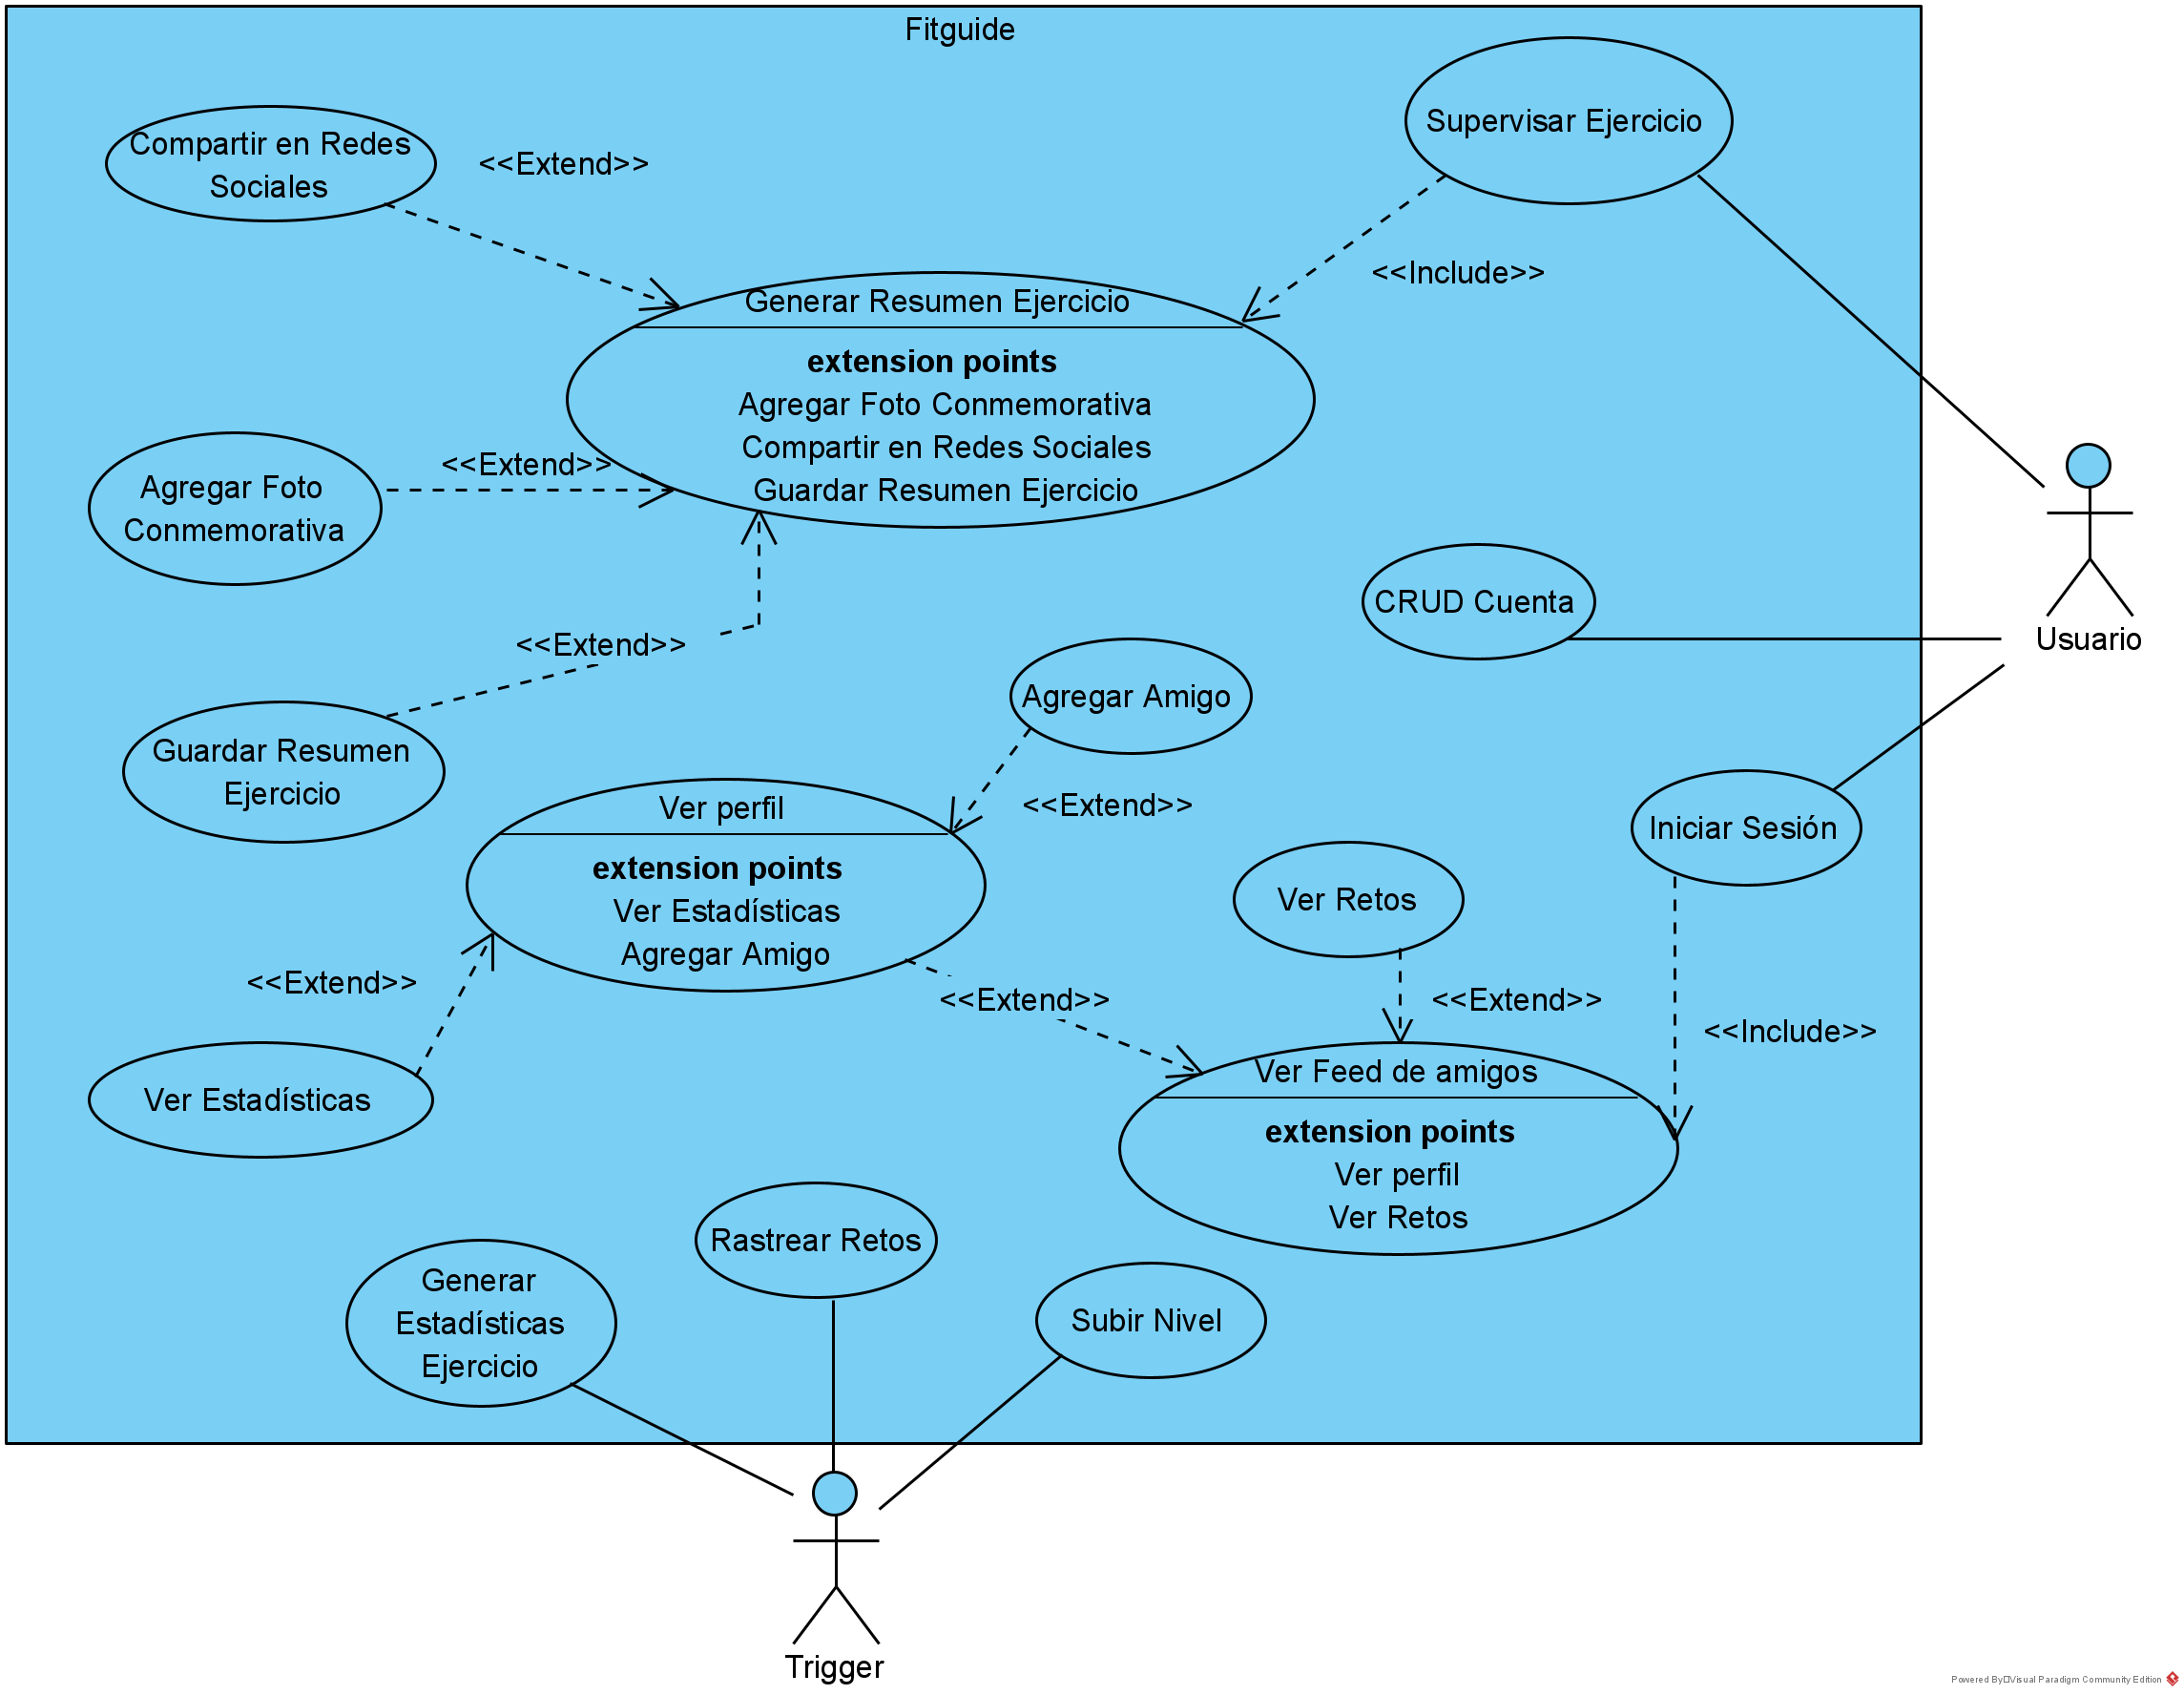 Fitguide
Compartir en Redes
Sociales
<<Extend>>
Supervisar Ejercicio
<<Include>>
Generar Resumen Ejercicio
extension points
Agregar Foto Conmemorativa
Compartir en Redes Sociales
Guardar Resumen Ejercicio
<<Extend>>
Agregar Foto
Conmemorativa
CRUD Cuenta
Usuario
<<Extend>>
Agregar Amigo
Guardar Resumen
Ejercicio
<<Extend>>
Ver perfil
extension points
Ver Estadísticas
Agregar Amigo
Iniciar Sesión
Ver Retos
<<Extend>>
<<Extend>>
<<Extend>>
<<Include>>
Ver Estadísticas
Ver Feed de amigos
extension points
Ver perfil
Ver Retos
Rastrear Retos
Generar
Estadísticas
Ejercicio
Subir Nivel
Trigger
Powered By□Visual Paradigm Community Edition